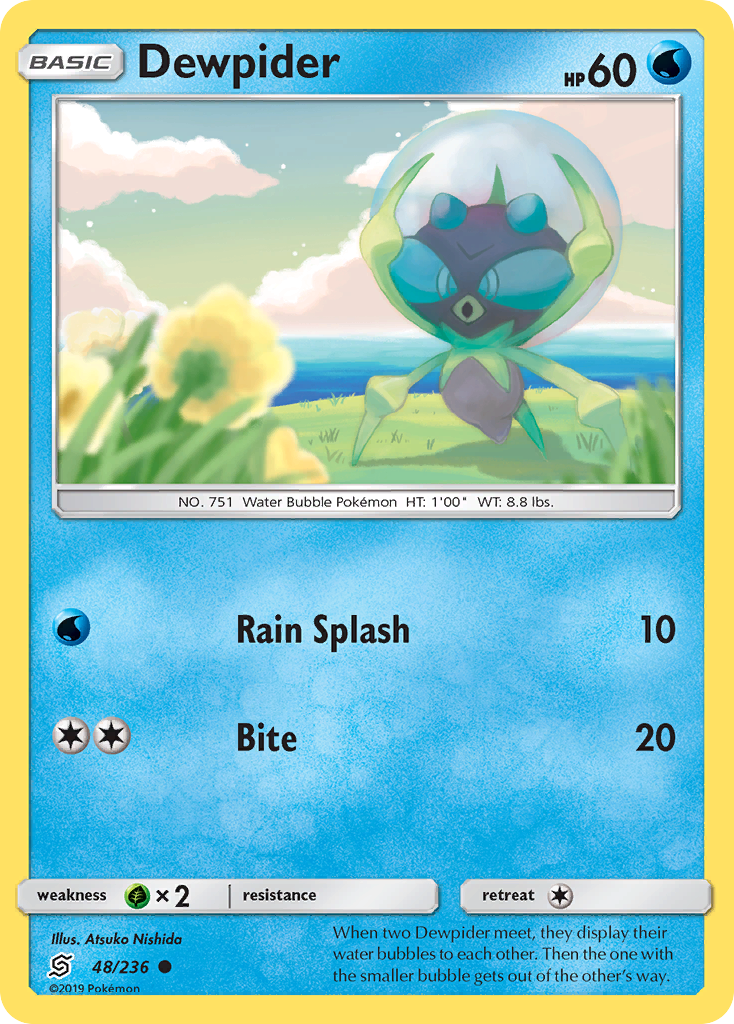 BASIC Dewpider HP60
NO. 751 Water Bubble Pokémon HT: 1'00" WT: 8.8 lbs.
Rain Splash 10
Bite 20
weakness ×2 resistance retreat
Illus. Atsuko Nishida
48/236
©2019 Pokémon
When two Dewpider meet, they display their
water bubbles to each other. Then the one with
the smaller bubble gets out of the other's way.